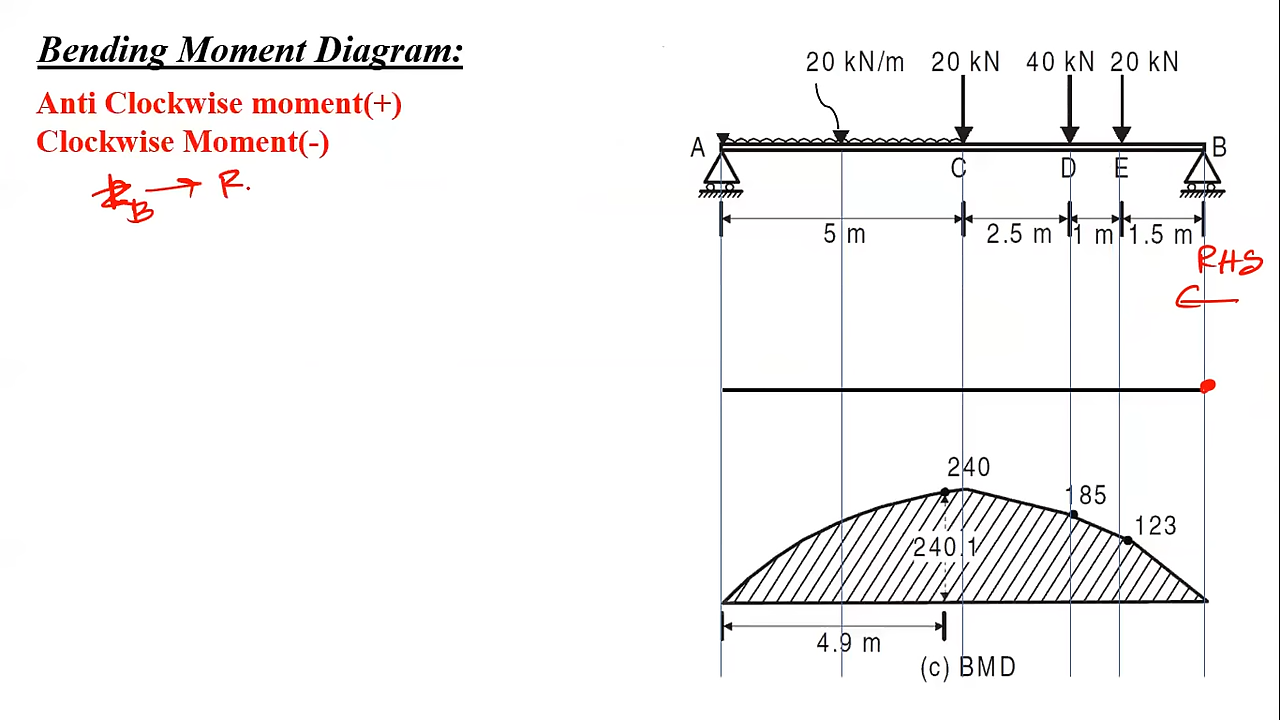 Bending Moment Diagram:
Anti Clockwise moment(+)
Clockwise Moment(-)
B → R.
20 kN/m 20 kN 40 kN 20 kN
A B
C D E
5 m 2.5 m 1 m 1.5 m
RHS
240
185
123
240.1
4.9 m
(c) BMD